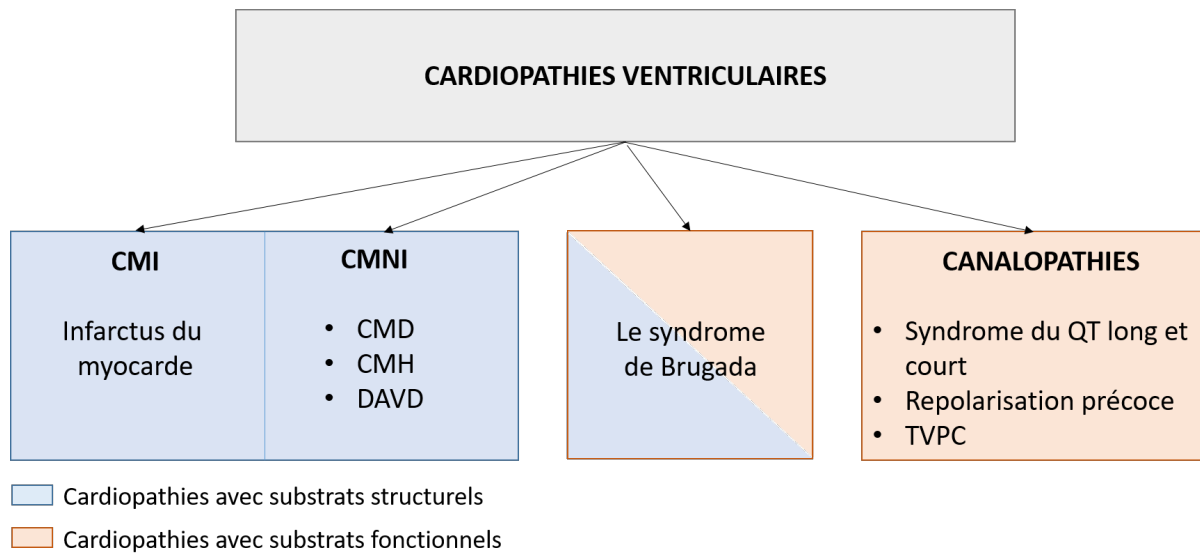 CARDIOPATHIES VENTRICULAIRES
CMI
Infarctus du
myocarde
CMNI
• CMD
• CMH
• DAVD
Le syndrome
de Brugada
CANALOPATHIES
• Syndrome du QT long et
court
• Repolarisation précoce
• TVPC
Cardiopathies avec substrats structurels
Cardiopathies avec substrats fonctionnels